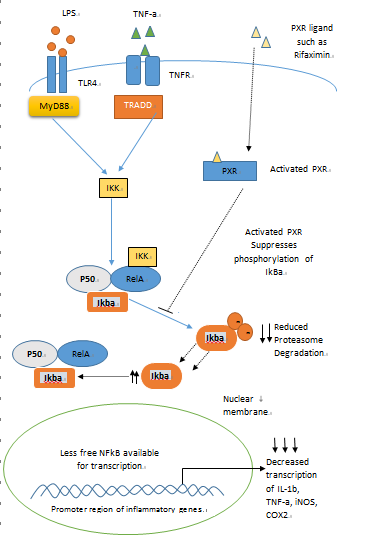 LPS
TNF-a
PXR ligand
such as
Rifaximin
TLR4
TNFR
MyD88
TRADD
PXR
Activated PXR
IKK
Activated PXR
Suppresses
phosphorylation of
IkBa
IKK
P50
RelA
Ikba
Ikba
Reduced
Proteasome
Degradation.
P50
RelA
Ikba
Ikba
Nuclear ↓
membrane
Less free NFkB available
for transcription.
Decreased
transcription
of IL-1b,
TNF-a, iNOS,
COX2
Promoter region of inflammatory genes.